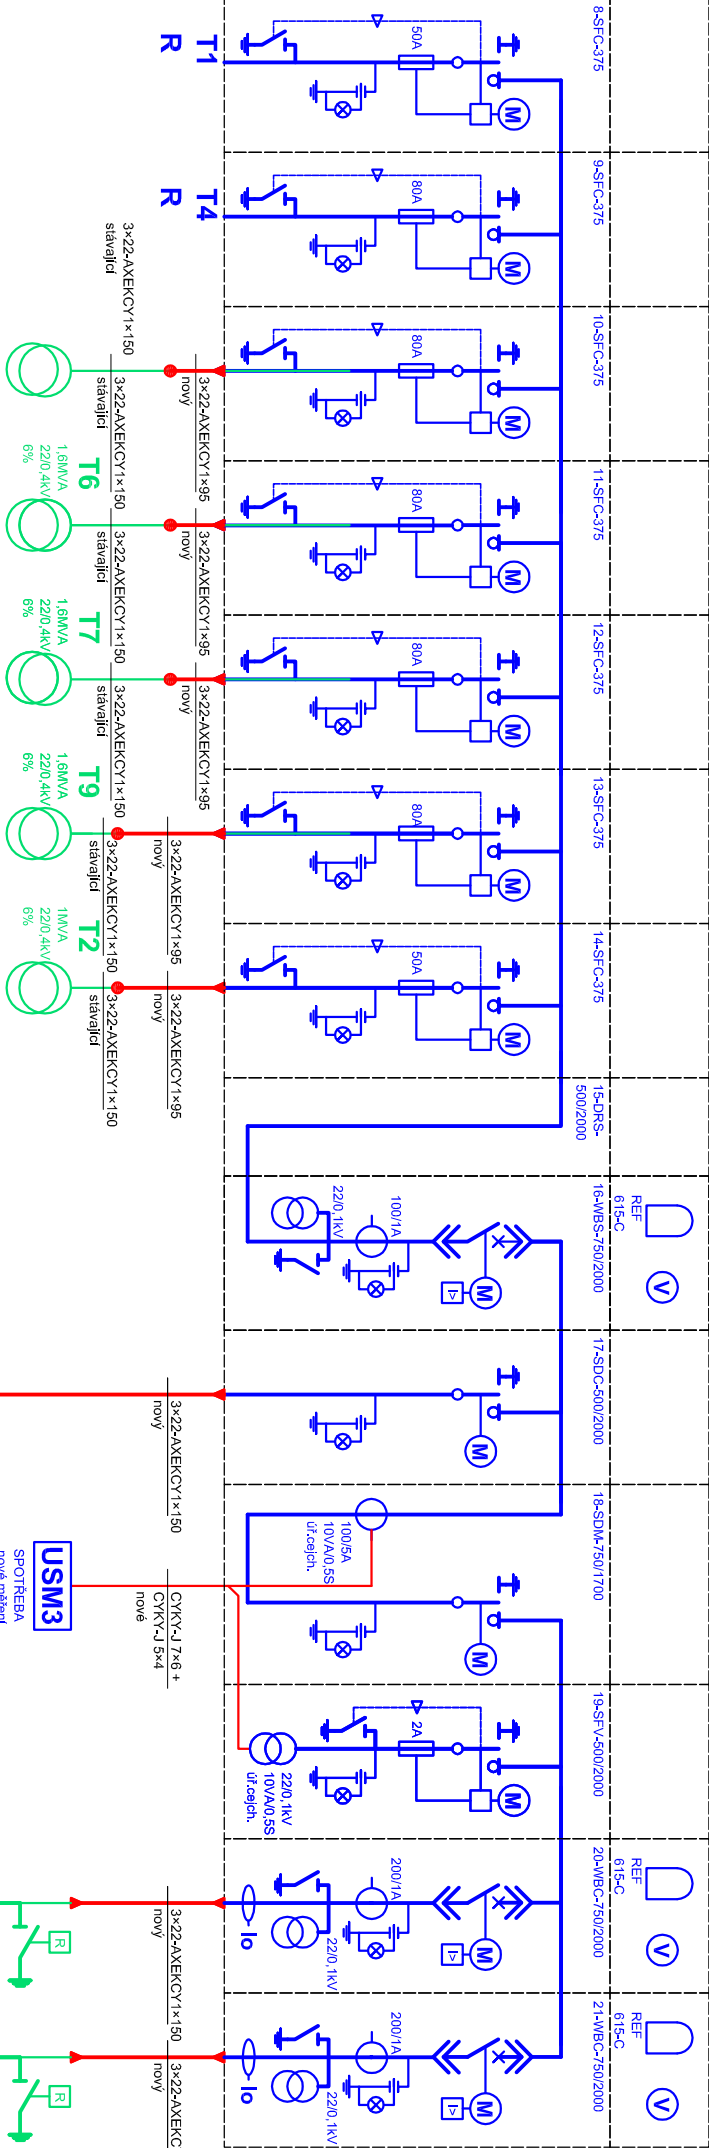 8-SFC-375
50A
M
T1
R
9-SFC-375
80A
M
T4
R
10-SFC-375
80A
M
3×22-AXEKCY1×95
nový
3×22-AXEKCY1×150
stávající
3×22-AXEKCY1×150
stávající
11-SFC-375
80A
M
3×22-AXEKCY1×95
nový
3×22-AXEKCY1×150
stávající
T6
1,6MVA
22/0,4kV
6%
12-SFC-375
80A
M
3×22-AXEKCY1×95
nový
3×22-AXEKCY1×150
stávající
T7
1,6MVA
22/0,4kV
6%
13-SFC-375
80A
M
3×22-AXEKCY1×95
nový
3×22-AXEKCY1×150
stávající
T9
1,6MVA
22/0,4kV
6%
14-SFC-375
50A
M
3×22-AXEKCY1×95
nový
3×22-AXEKCY1×150
stávající
T2
1MVA
22/0,4kV
6%
15-DRS-
500/2000
REF
615-C
V
16-WBS-750/2000
M
I>
100/1A
22/0,1kV
17-SDC-500/2000
M
3×22-AXEKCY1×150
nový
18-SDM-750/1700
M
100/5A
10VA/0,5S
úř.cejch.
CYKY-J 7×6 +
CYKY-J 5×4
nové
USM3
SPOTŘEBA
nové měření
19-SFV-500/2000
M
2A
22/0,1kV
10VA/0,5S
úř.cejch.
REF
615-C
V
20-WBC-750/2000
M
I>
200/1A
22/0,1kV
Io
3×22-AXEKCY1×150
nový
R
REF
615-C
V
21-WBC-750/2000
M
I>
200/1A
22/0,1kV
Io
3×22-AXEKC
nový
R